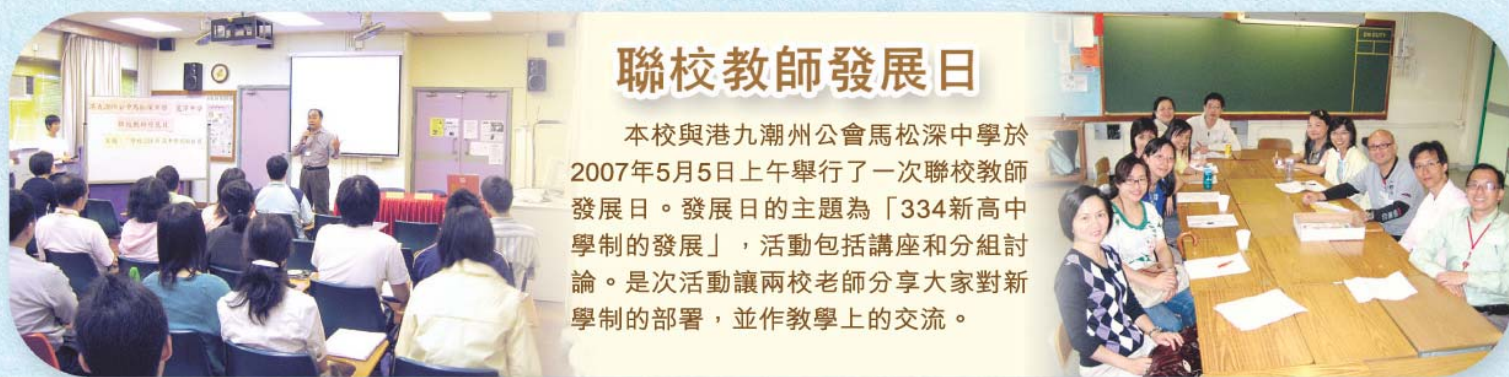 聯校教師發展日
本校與港九潮州公會馬松深中學於
2007年5月5日上午舉行了一次聯校教師
發展日。發展日的主題為「334新高中
學制的發展」，活動包括講座和分組討
論。是次活動讓兩校老師分享大家對新
學制的部署，並作教學上的交流。